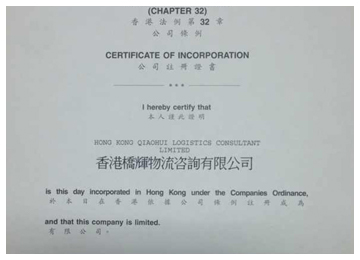 (CHAPTER 32)
香港法例第32章
公司條例
CERTIFICATE OF INCORPORATION
公司註冊證書
I hereby certify that
本人謹此證明
HONG KONG QIAOHUI LOGISTICS CONSULTANT
LIMITED
香港橋輝物流咨詢有限公司
is this day incorporated in Hong Kong under the Companies Ordinance,
於本日在香港依據公司條例註冊成為
and that this company is limited.
有限公司。